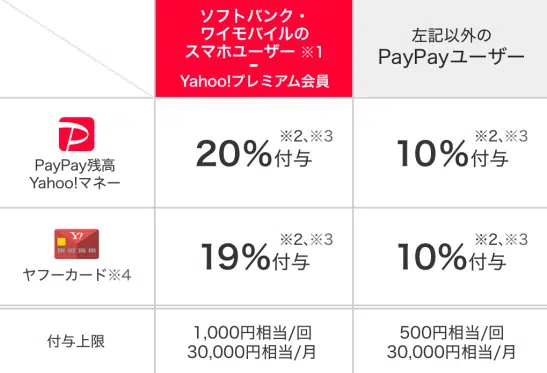 ソフトバンク・
ワイモバイルの
スマホユーザー ※1
Yahoo!プレミアム会員
左記以外の
PayPayユーザー
PayPay残高
Yahoo!マネー
20%付与 ※2、※3
10%付与 ※2、※3
Y!
ヤフーカード※4
19%付与 ※2、※3
10%付与 ※2、※3
付与上限
1,000円相当/回
30,000円相当/月
500円相当/回
30,000円相当/月